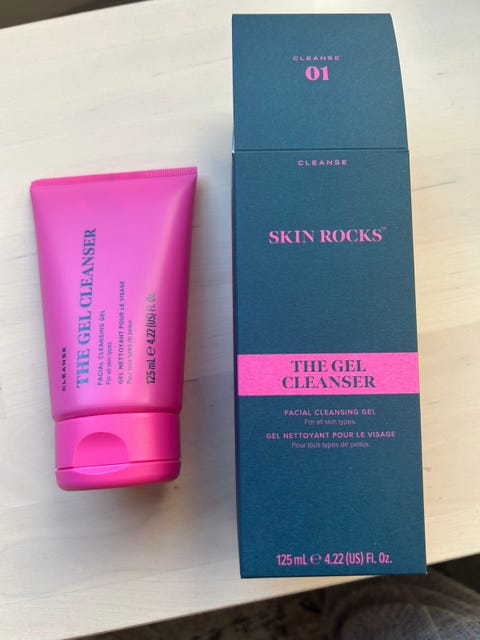 CLEANSE
THE GEL CLEANSER
FACIAL CLEANSING GEL
For all skin types.
GEL NETTOYANT POUR LE VISAGE
Pour tous types de peaux.
125 mL ℮ 4.22 (US) Fl. Oz.
CLEANSE
01
CLEANSE
SKIN ROCKS™
THE GEL
CLEANSER
FACIAL CLEANSING GEL
For all skin types.
GEL NETTOYANT POUR LE VISAGE
Pour tous types de peaux.
125 mL ℮ 4.22 (US) Fl. Oz.